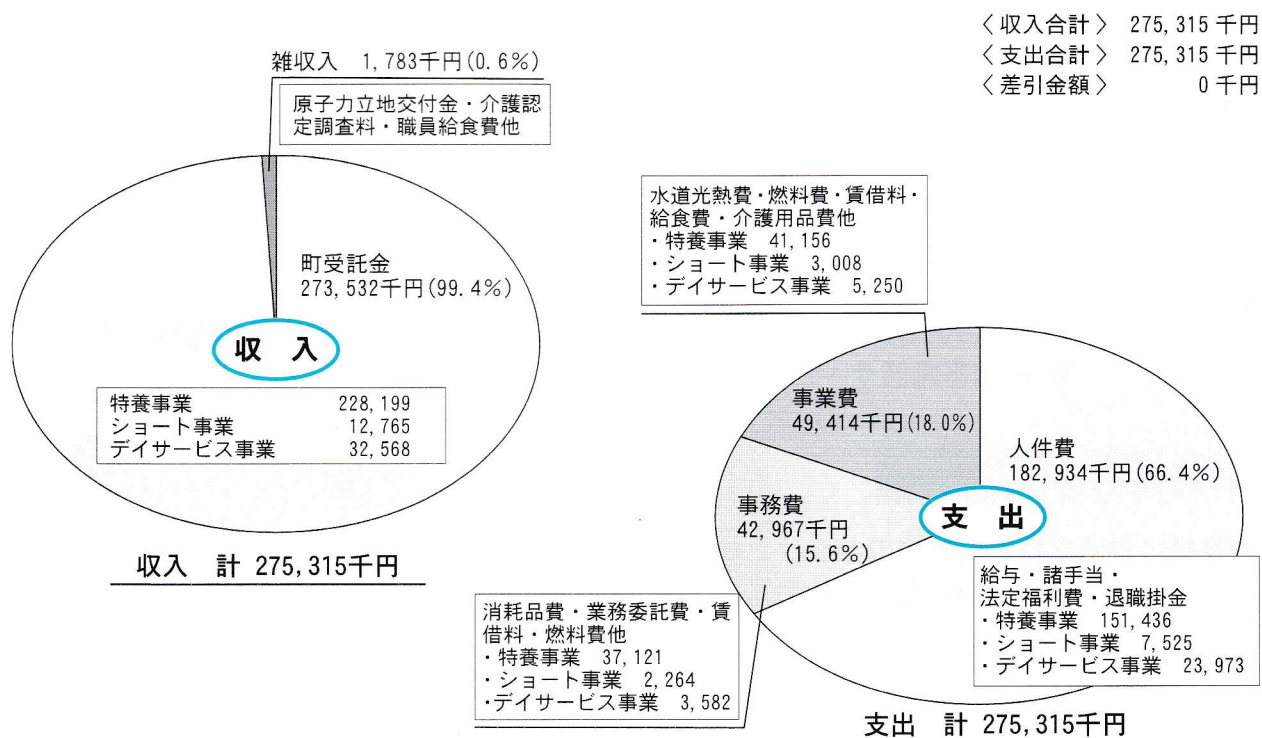 〈収入合計〉 275,315千円
〈支出合計〉 275,315千円
〈差引金額〉 0千円
雑収入 1,783千円(0.6%)
原子力立地交付金・介護認
定調査料・職員給食費他
町受託金
273,532千円(99.4%)
収 入
特養事業 228,199
ショート事業 12,765
デイサービス事業 32,568
収入 計 275,315千円
水道光熱費・燃料費・賃借料・
給食費・介護用品費他
・特養事業 41,156
・ショート事業 3,008
・デイサービス事業 5,250
事業費
49,414千円(18.0%)
人件費
182,934千円(66.4%)
事務費
42,967千円
(15.6%)
支 出
給与・諸手当・
法定福利費・退職掛金
・特養事業 151,436
・ショート事業 7,525
・デイサービス事業 23,973
消耗品費・業務委託費・賃
借料・燃料費他
・特養事業 37,121
・ショート事業 2,264
・デイサービス事業 3,582
支出 計 275,315千円